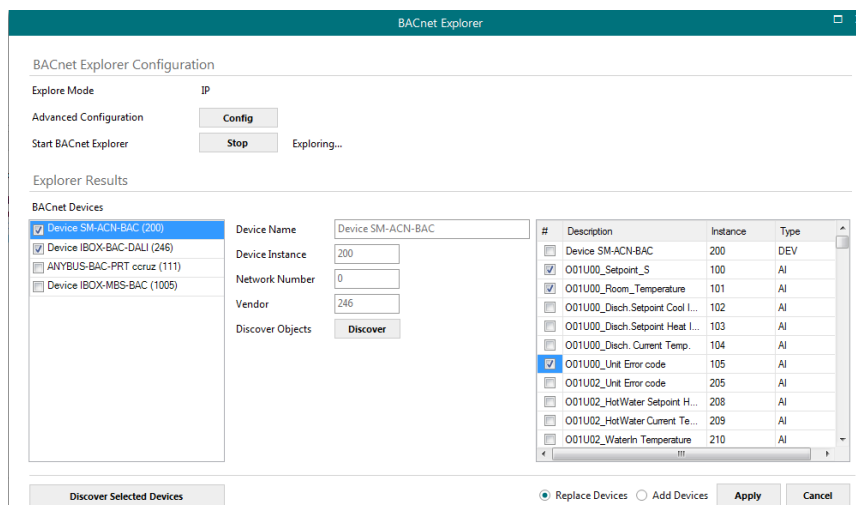 BACnet Explorer
BACnet Explorer Configuration
Explore Mode IP
Advanced Configuration Config
Start BACnet Explorer Stop Exploring...
Explorer Results
BACnet Devices
Device SM-ACN-BAC (200)
Device IBOX-BAC-DALI (246)
ANYBUS-BAC-PRT ccruz (111)
Device IBOX-MBS-BAC (1005)
Device Name Device SM-ACN-BAC
Device Instance 200
Network Number 0
Vendor 246
Discover Objects Discover
# Description Instance Type
Device SM-ACN-BAC 200 DEV
O01U00_Setpoint_S 100 AI
O01U00_Room_Temperature 101 AI
O01U00_Disch.Setpoint Cool I... 102 AI
O01U00_Disch.Setpoint Heat I... 103 AI
O01U00_Disch. Current Temp. 104 AI
O01U00_Unit Error code 105 AI
O01U02_Unit Error code 205 AI
O01U02_HotWater Setpoint H... 208 AI
O01U02_HotWater Current Te... 209 AI
O01U02_WaterIn Temperature 210 AI
Discover Selected Devices Replace Devices Add Devices Apply Cancel